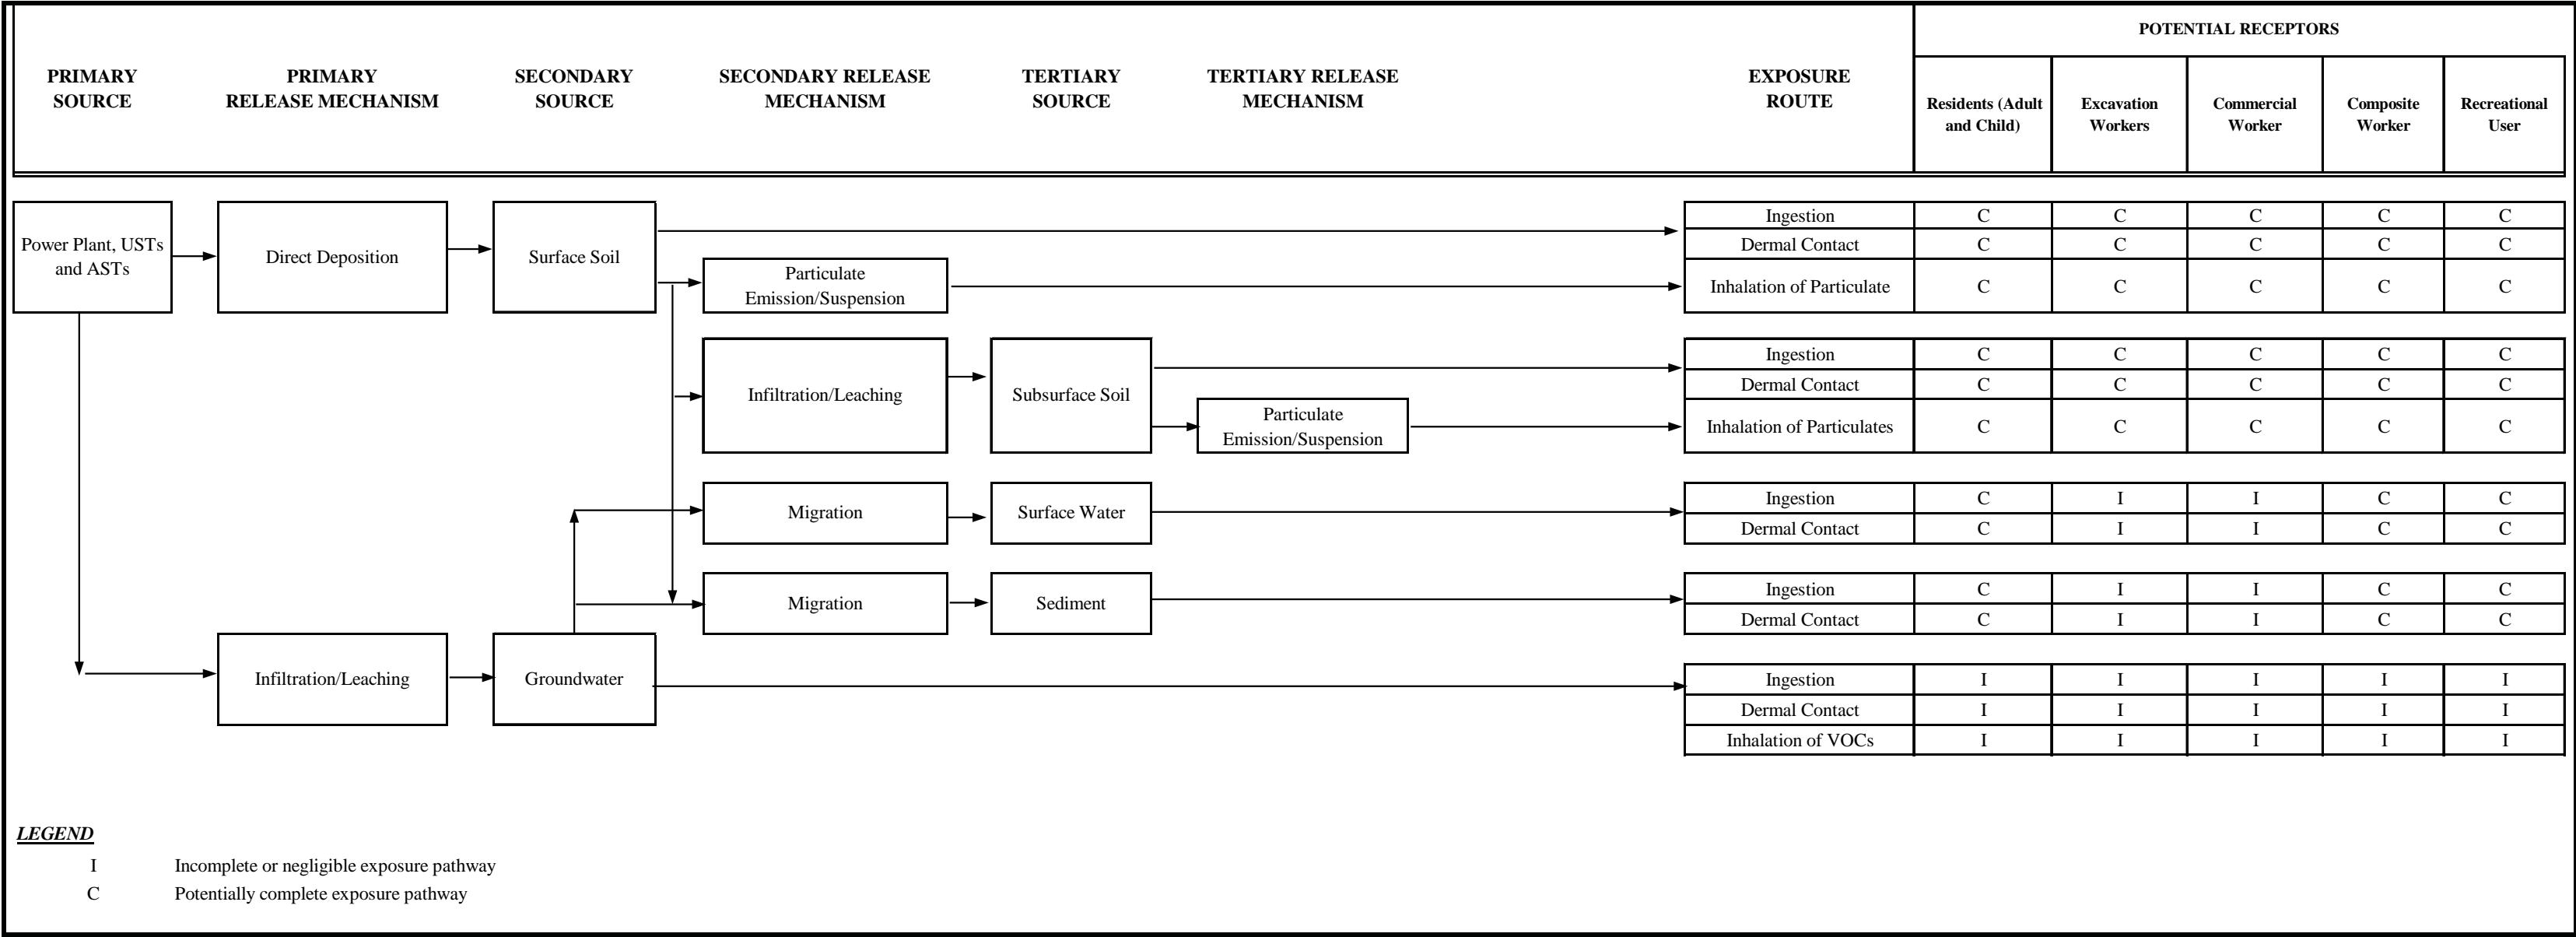 POTENTIAL RECEPTORS
PRIMARY
SOURCE
PRIMARY
RELEASE MECHANISM
SECONDARY
SOURCE
SECONDARY RELEASE
MECHANISM
TERTIARY
SOURCE
TERTIARY RELEASE
MECHANISM
EXPOSURE
ROUTE
Residents (Adult
and Child)
Excavation
Workers
Commercial
Worker
Composite
Worker
Recreational
User
Power Plant, USTs
and ASTs
Direct Deposition
Surface Soil
Ingestion C C C C C
Dermal Contact C C C C C
Particulate
Emission/Suspension
Inhalation of Particulate C C C C C
Infiltration/Leaching
Subsurface Soil
Ingestion C C C C C
Dermal Contact C C C C C
Particulate
Emission/Suspension
Inhalation of Particulates C C C C C
Migration
Surface Water
Ingestion C I I C C
Dermal Contact C I I C C
Migration
Sediment
Ingestion C I I C C
Dermal Contact C I I C C
Infiltration/Leaching
Groundwater
Ingestion I I I I I
Dermal Contact I I I I I
Inhalation of VOCs I I I I I
LEGEND
I Incomplete or negligible exposure pathway
C Potentially complete exposure pathway